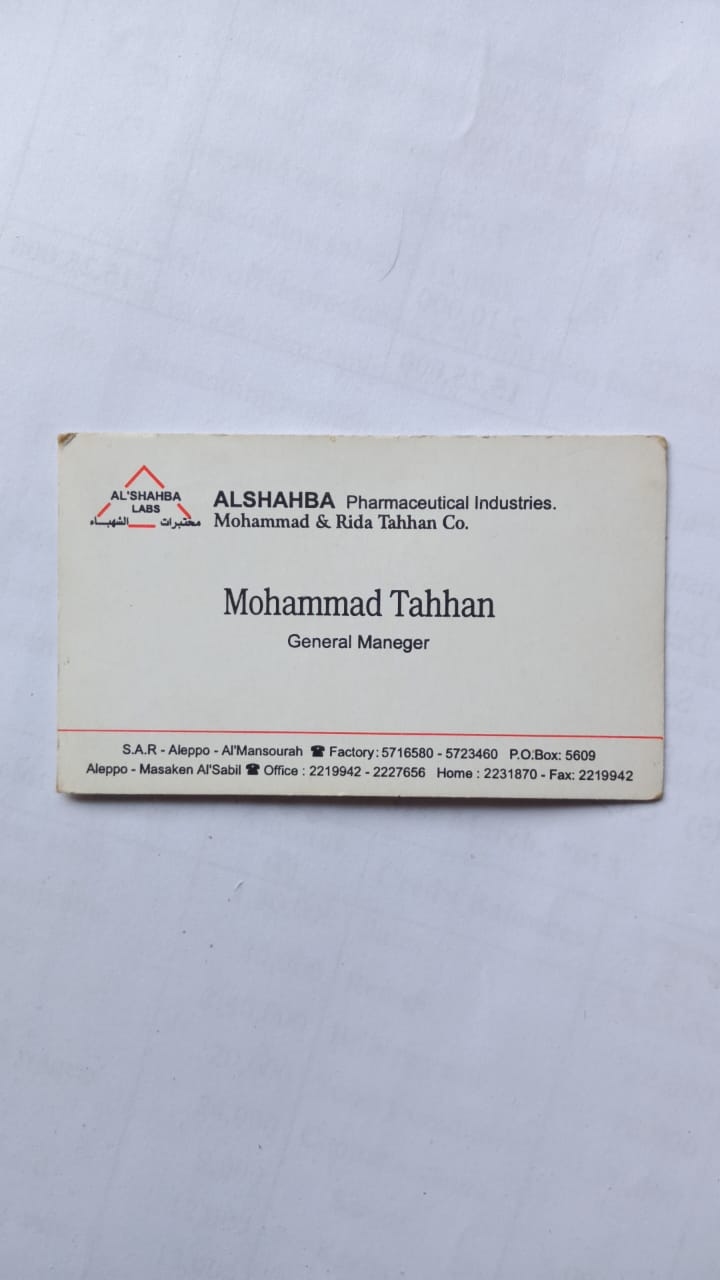 AL'SHAHBA
LABS
مختبرات الشهباء
ALSHAHBA Pharmaceutical Industries.
Mohammad & Rida Tahhan Co.
Mohammad Tahhan
General Maneger
S.A.R - Aleppo - Al'Mansourah ☎ Factory: 5716580 - 5723460 P.O.Box: 5609
Aleppo - Masaken Al'Sabil ☎ Office : 2219942 - 2227656 Home : 2231870 - Fax: 2219942